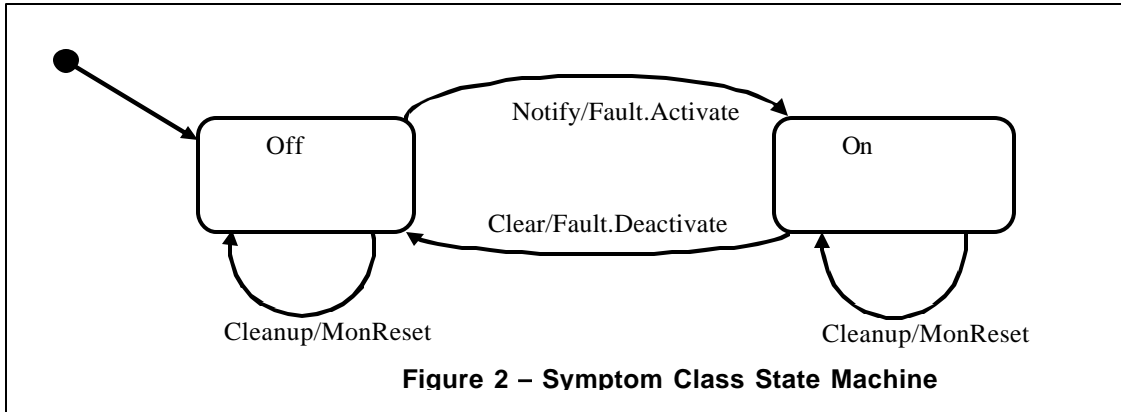 Notify/Fault.Activate
Off
On
Clear/Fault.Deactivate
Cleanup/MonReset
Cleanup/MonReset
Figure 2 – Symptom Class State Machine